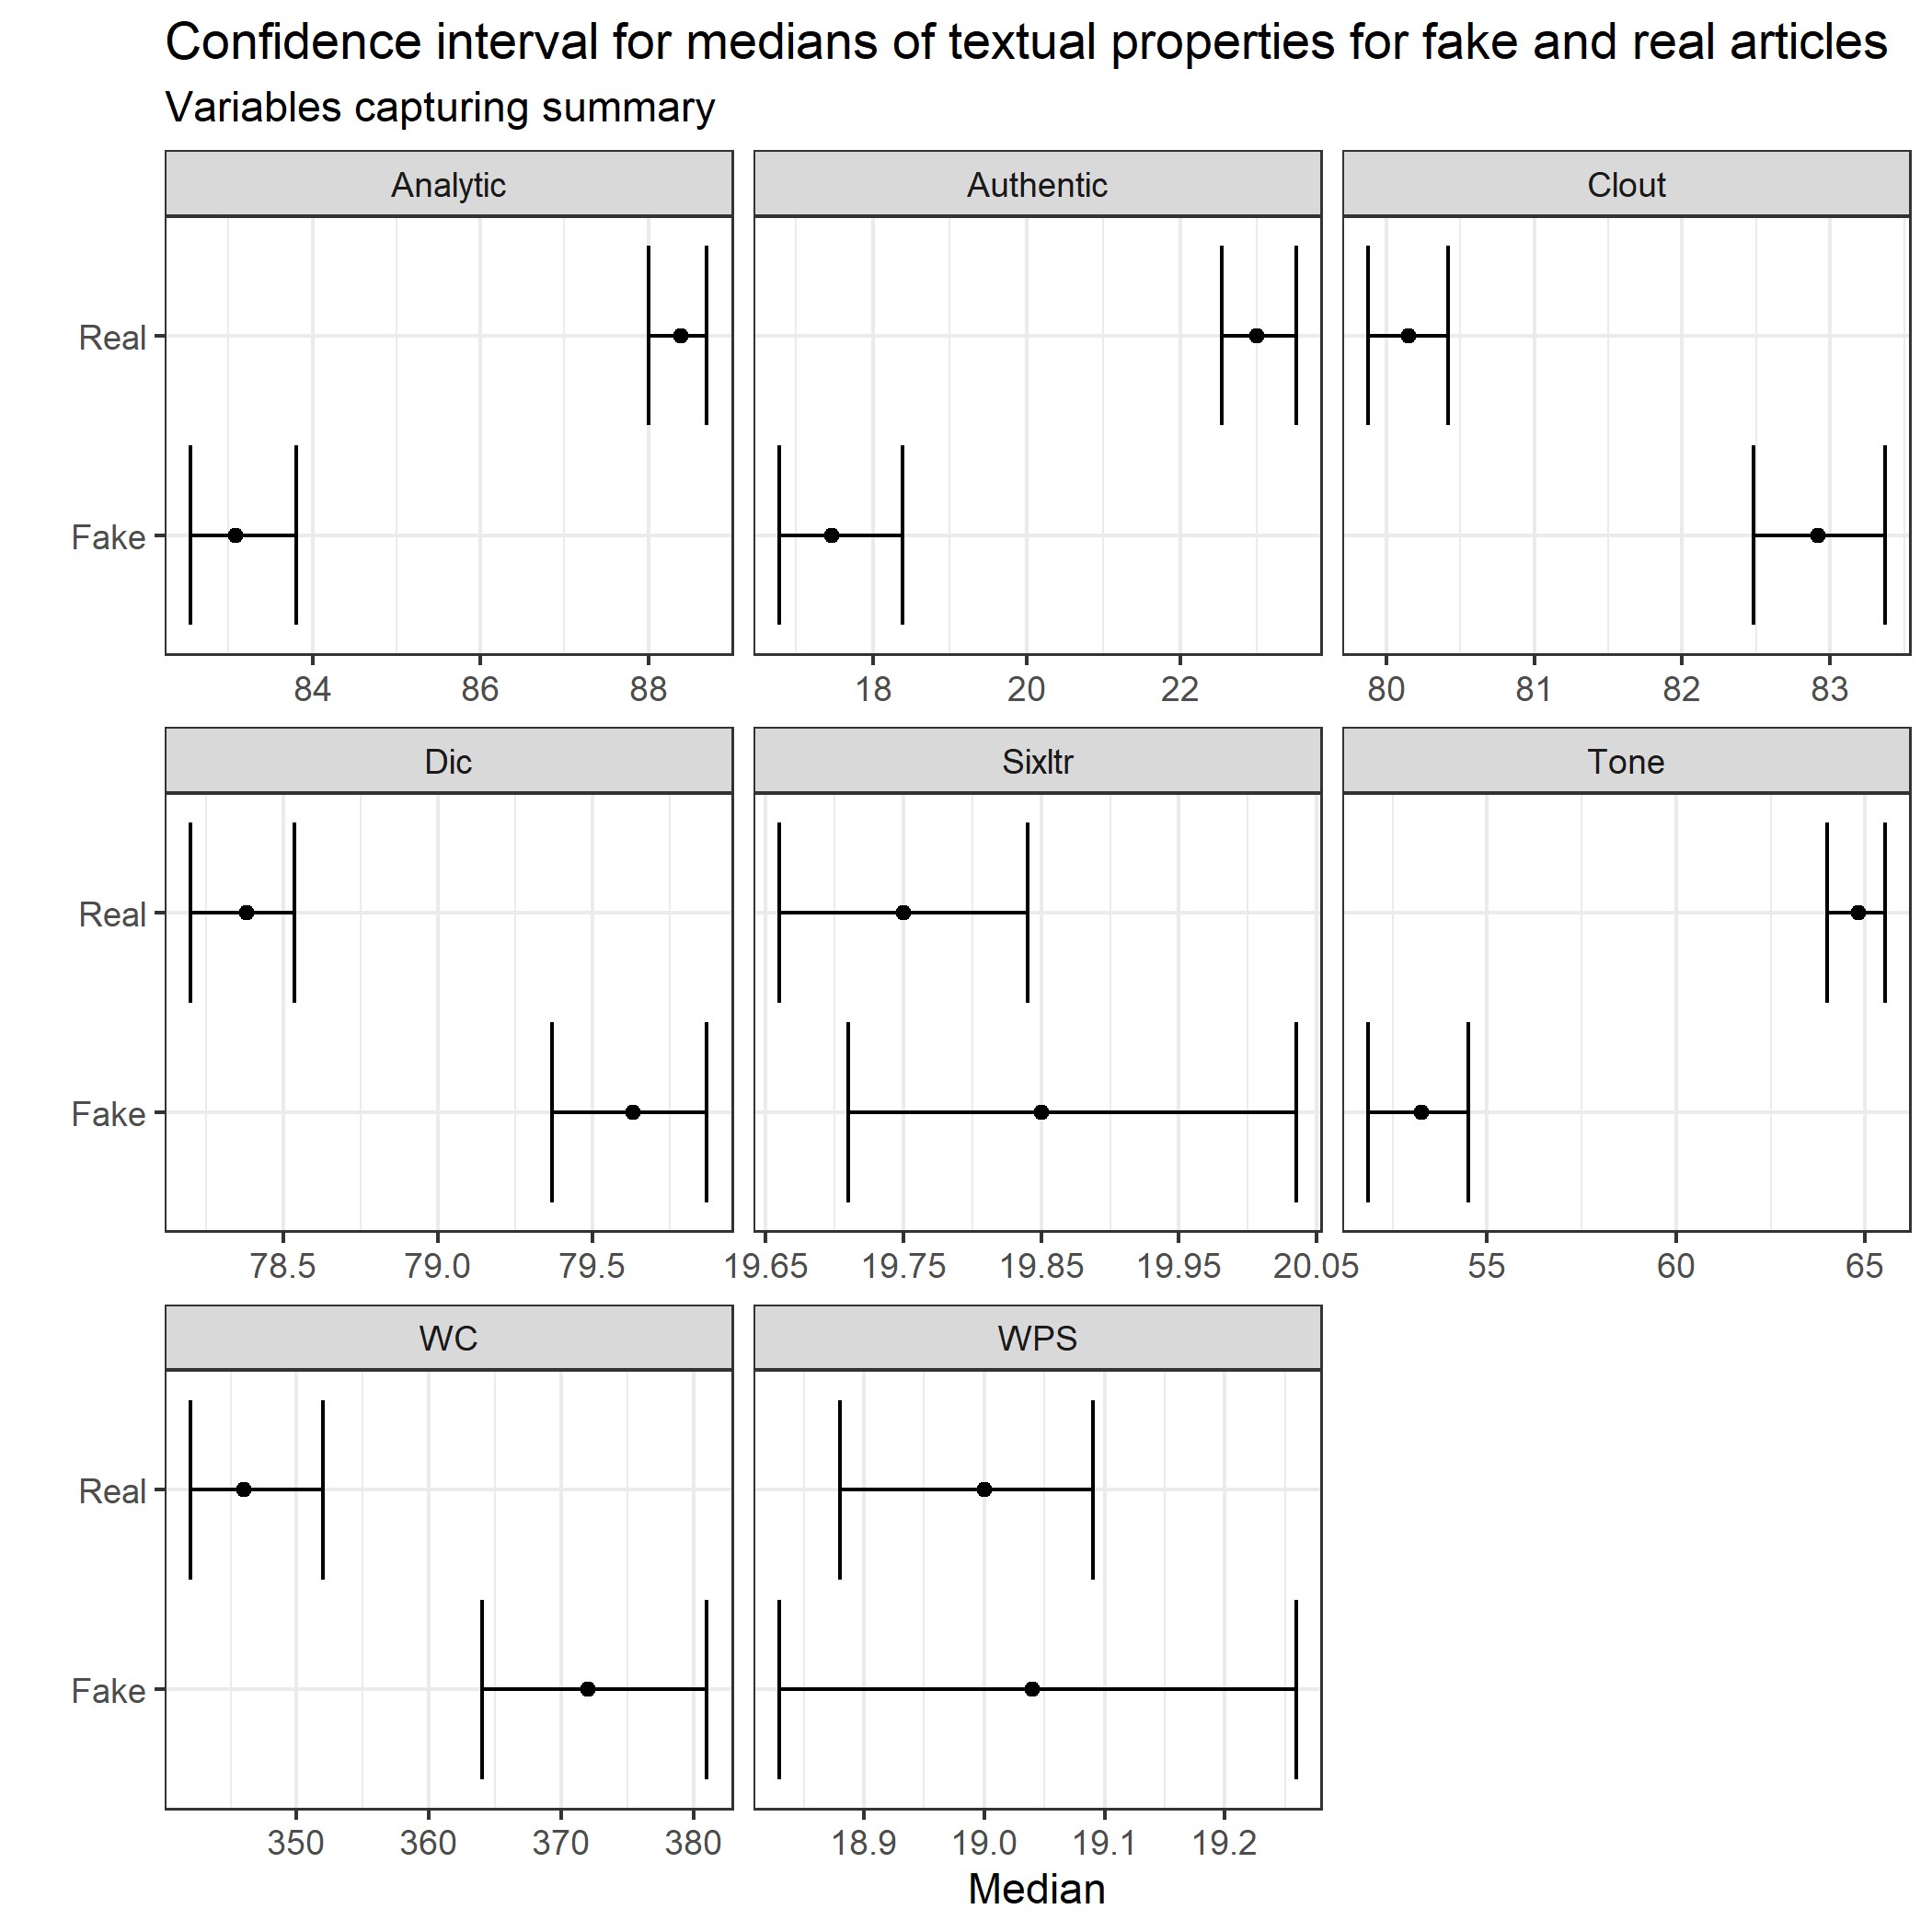 Confidence interval for medians of textual properties for fake and real articles
Variables capturing summary
Analytic Authentic Clout
Real
Fake
84 86 88 18 20 22 80 81 82 83
Dic Sixltr Tone
Real
Fake
78.5 79.0 79.5 19.65 19.75 19.85 19.95 20.05 55 60 65
WC WPS
Real
Fake
350 360 370 380 18.9 19.0 19.1 19.2
Median